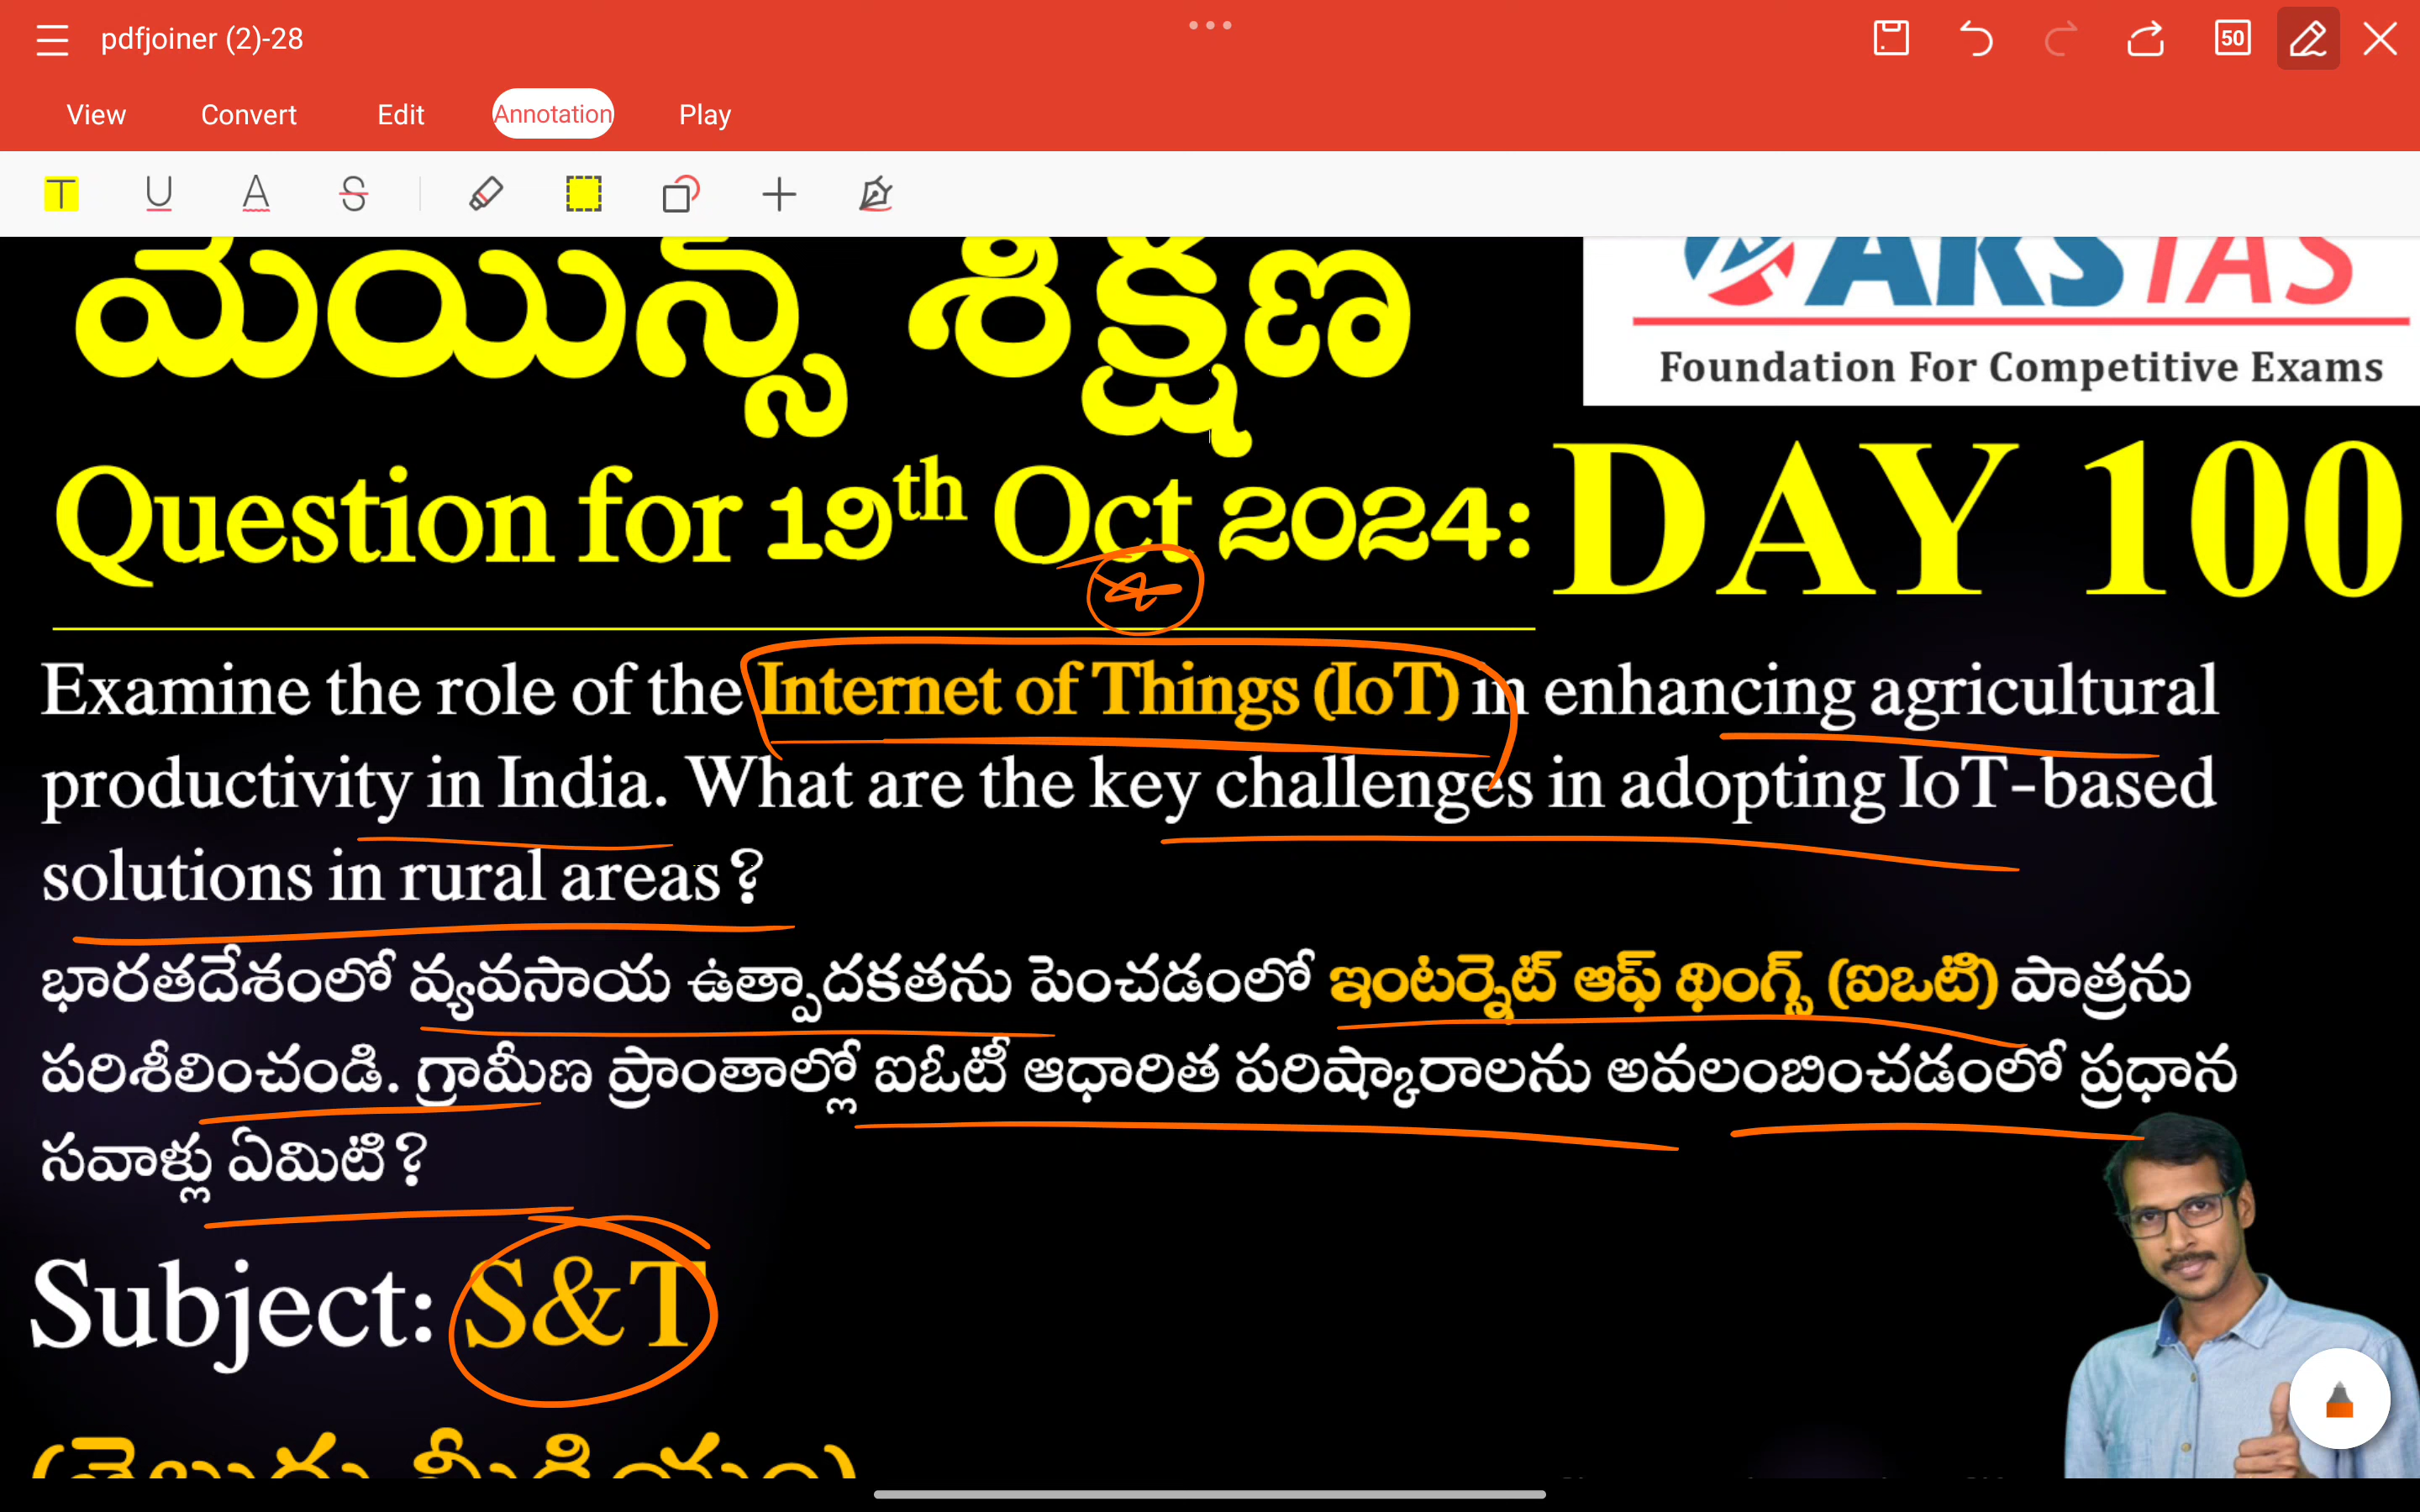 pdfjoiner (2)-28
50
View Convert Edit Annotation Play
T U A S
మెయిన్స్ శిక్షణ
AKS IAS
Foundation For Competitive Exams
Question for 19th Oct 2024: DAY 100
Examine the role of the Internet of Things (IoT) in enhancing agricultural
productivity in India. What are the key challenges in adopting IoT-based
solutions in rural areas?
భారతదేశంలో వ్యవసాయ ఉత్పాదకతను పెంచడంలో ఇంటర్నెట్ ఆఫ్ థింగ్స్ (ఐఒటి) పాత్రను
పరిశీలించండి. గ్రామీణ ప్రాంతాల్లో ఐఓటీ ఆధారిత పరిష్కారాలను అవలంబించడంలో ప్రధాన
సవాళ్లు ఏమిటి?
Subject: S&T
(తెలుగు మీడియం)